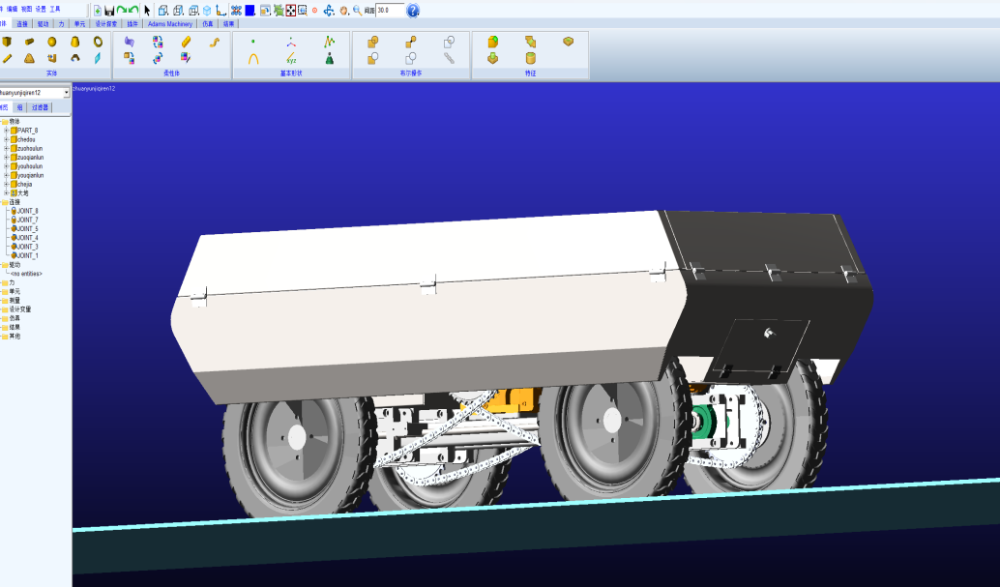 件 编辑 视图 设置 工具
间距 30.0
物体 连接 驱动 力 单元 设计探索 插件 Adams Machinery 仿真 结果
xyz
实体 柔性体 基本形状 布尔操作 特征
zhuanyunjiqiren12
zhuanyunjiqiren12
浏览 组 过滤器
物体
PART_8
chedou
zuohoulun
zuoqianlun
youhoulun
youqianlun
chejia
大地
连接
JOINT_8
JOINT_7
JOINT_5
JOINT_4
JOINT_3
JOINT_1
驱动
<no entities>
力
单元
测量
设计变量
仿真
结果
其他